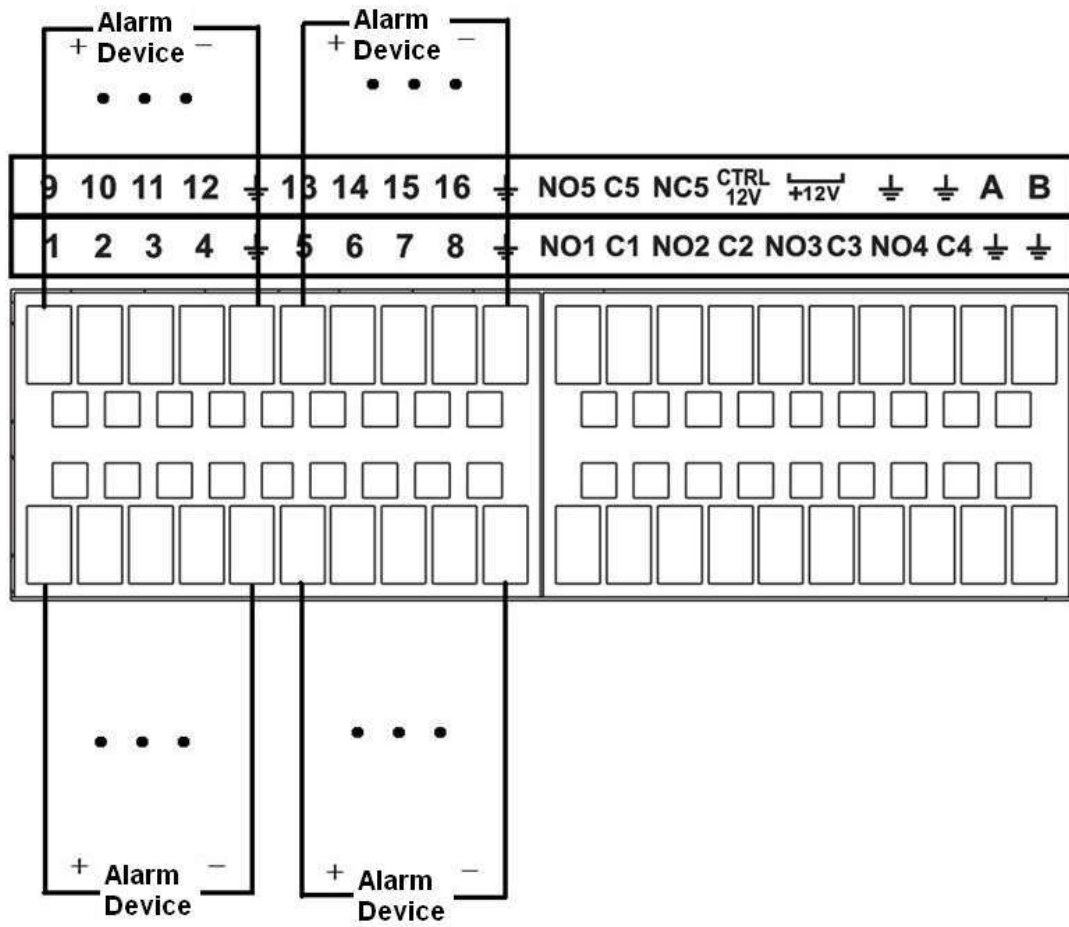 Alarm
+ Device −
Alarm
+ Device −
9 10 11 12 ⏚ 13 14 15 16 ⏚ NO5 C5 NC5 CTRL 12V +12V ⏚ ⏚ A B
1 2 3 4 ⏚ 5 6 7 8 ⏚ NO1 C1 NO2 C2 NO3 C3 NO4 C4 ⏚ ⏚
+ Alarm −
Device
+ Alarm −
Device